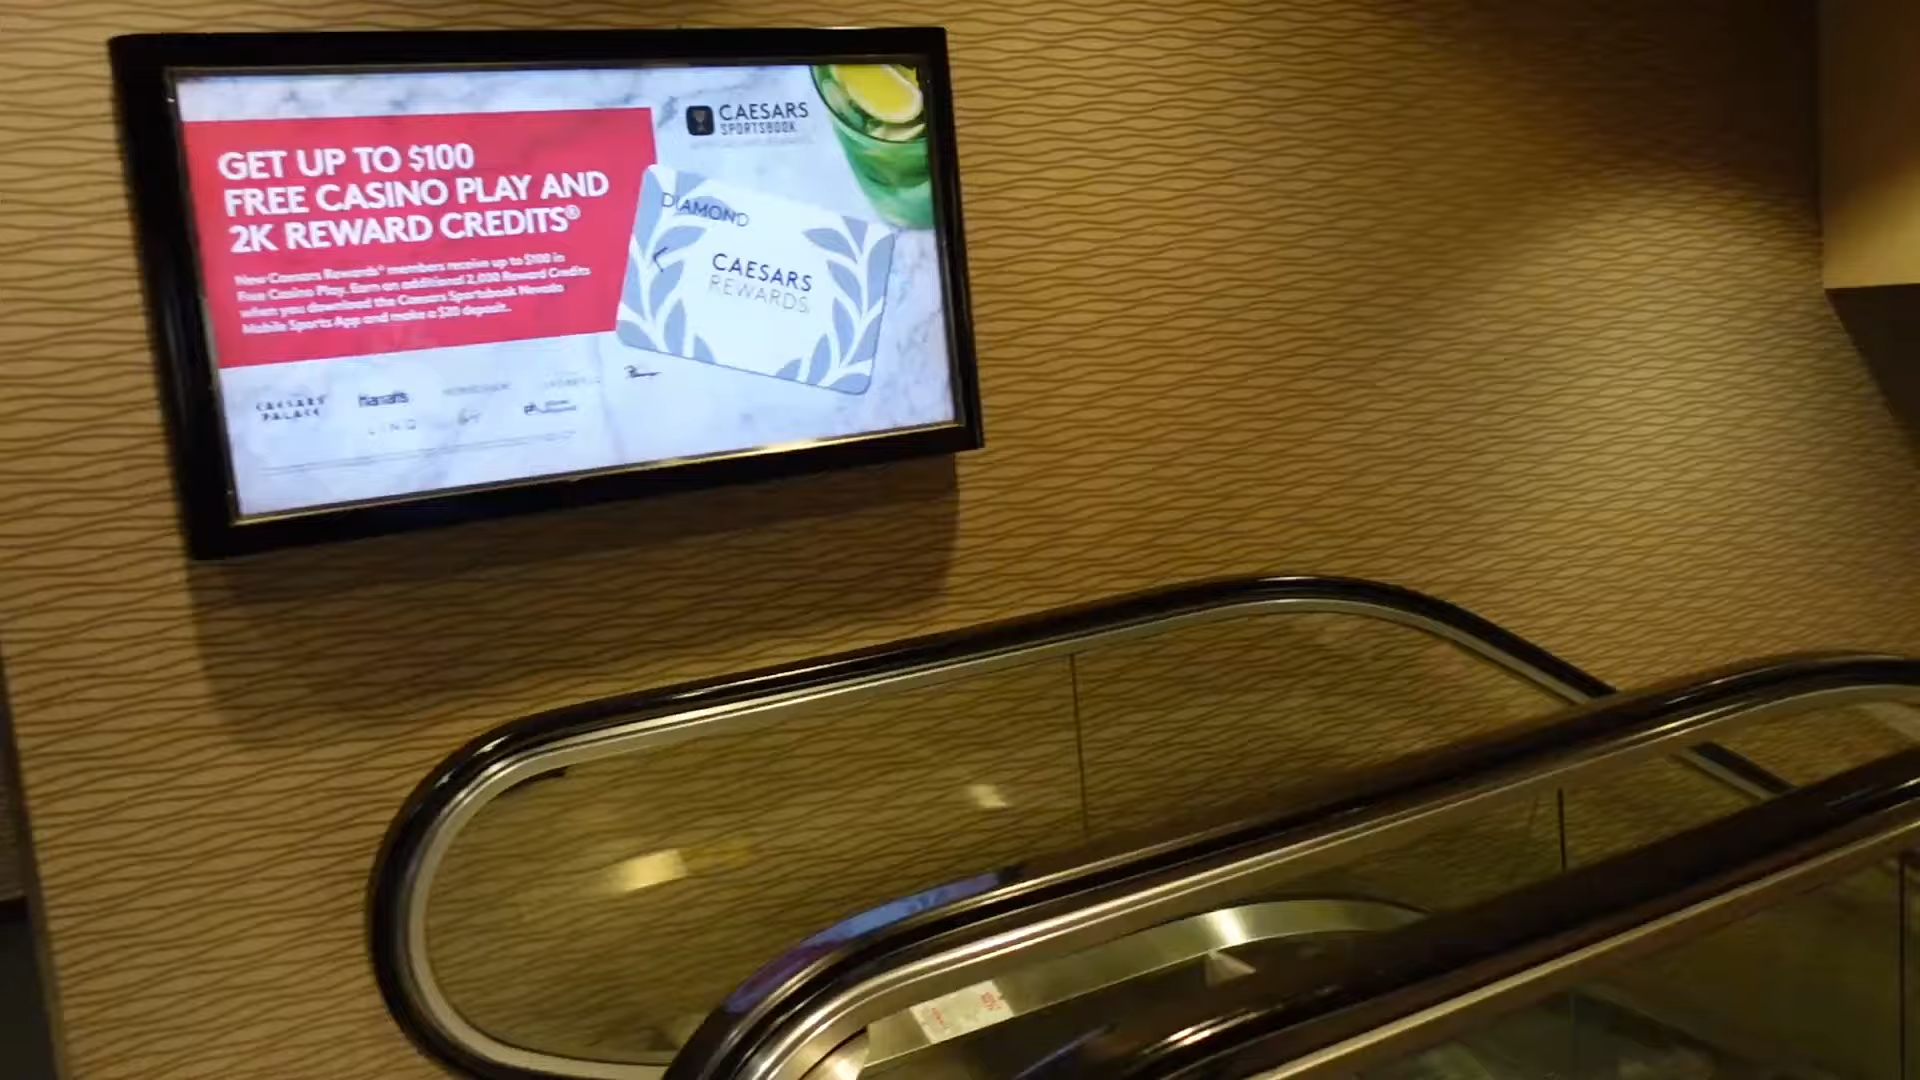 GET UP TO $100
FREE CASINO PLAY AND
2K REWARD CREDITS®
New Caesars Rewards® members receive up to $100 in
Free Casino Play. Earn an additional 2,000 Reward Credits
when you download the Caesars Sportsbook Nevada
Mobile Sports App and make a $20 deposit.
CAESARS
SPORTSBOOK
DIAMOND
CAESARS
REWARDS
CAESARS
PALACE
Harrah's
LINQ